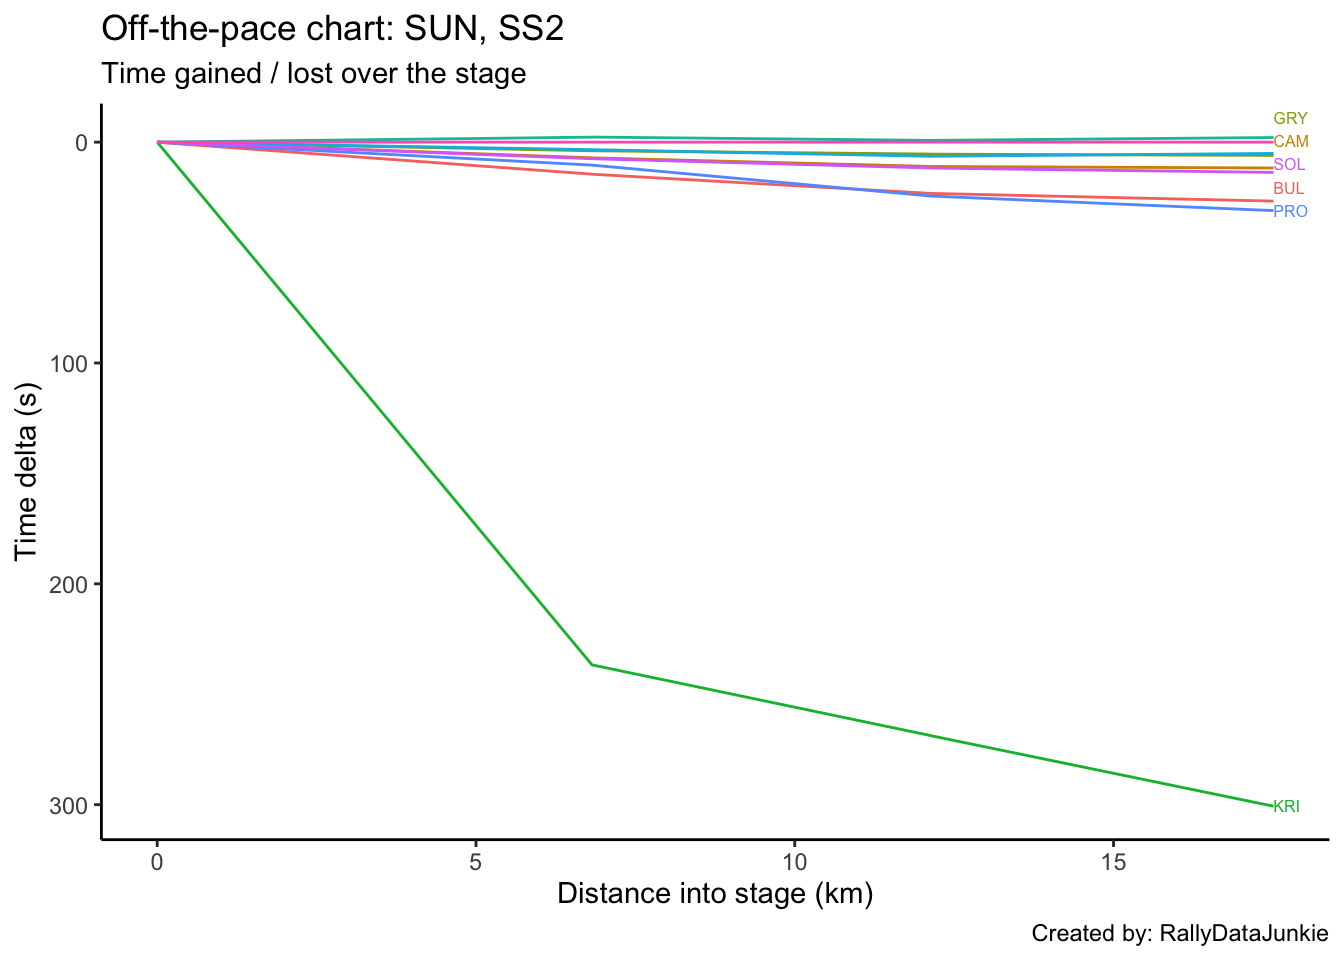 Off-the-pace chart: SUN, SS2
Time gained / lost over the stage
GRY
0
CAM
SOL
BUL
PRO
100
Time delta (s)
200
300
KRI
0 5 10 15
Distance into stage (km)
Created by: RallyDataJunkie